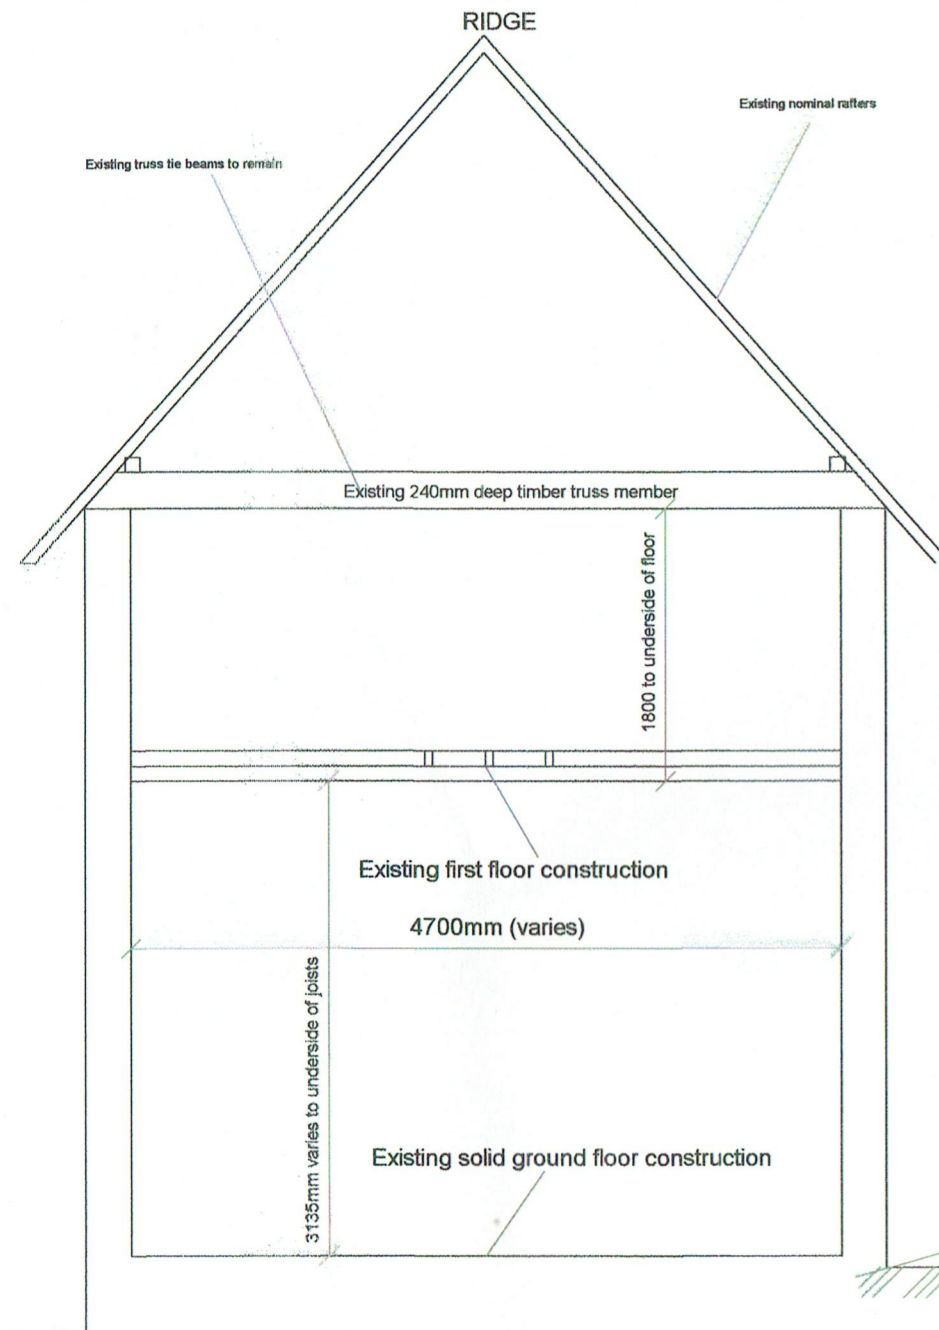 RIDGE
Existing nominal rafters
Existing truss tie beams to remain
Existing 240mm deep timber truss member
1800 to underside of floor
Existing first floor construction
4700mm (varies)
3135mm varies to underside of joists
Existing solid ground floor construction